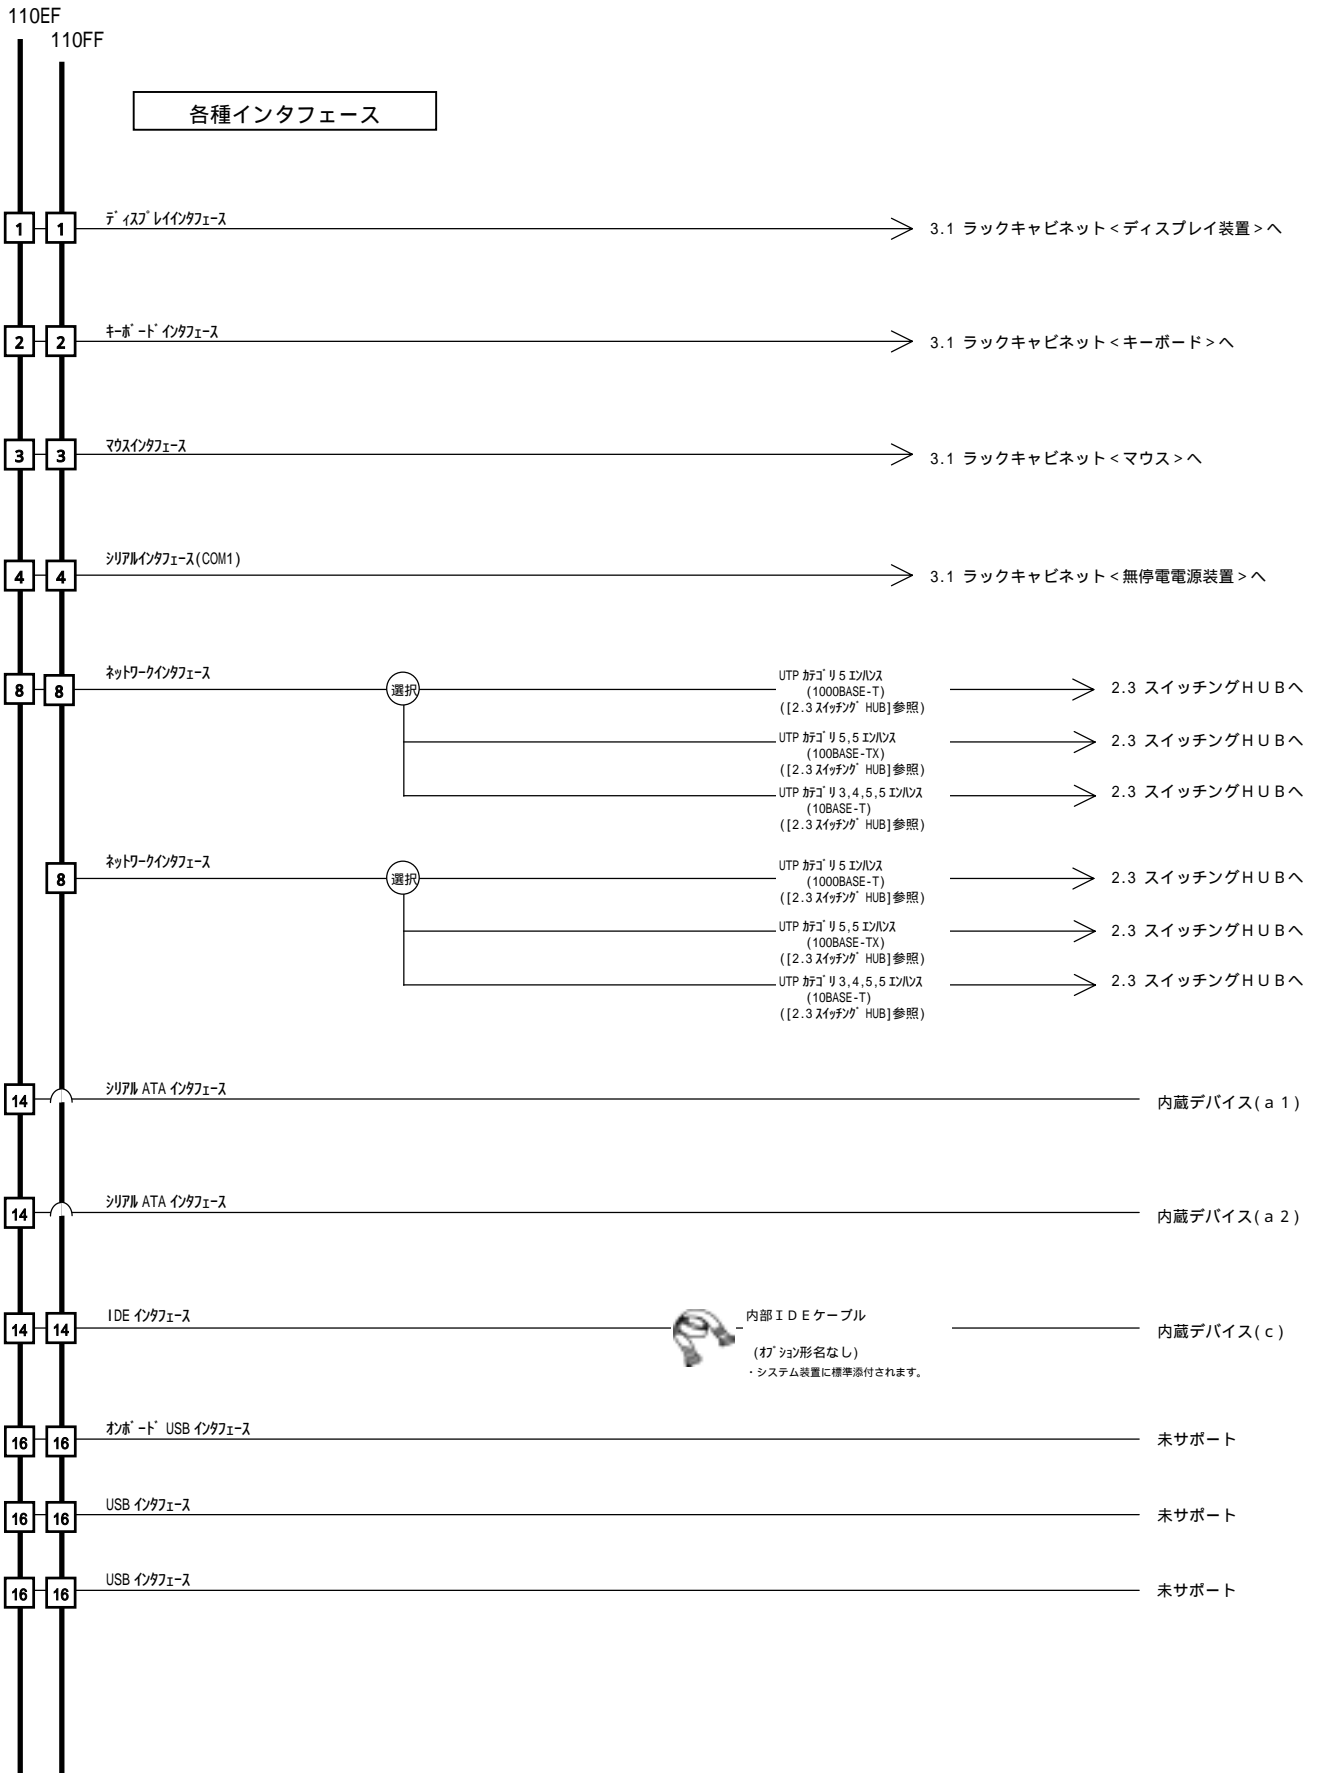 110EF
110FF
各種インタフェース
1 1 ﾃﾞｨｽﾌﾟﾚｲｲﾝﾀﾌｪｰｽ 3.1 ラックキャビネット<ディスプレイ装置>へ
2 2 ｷｰﾎﾞｰﾄﾞｲﾝﾀﾌｪｰｽ 3.1 ラックキャビネット<キーボード>へ
3 3 ﾏｳｽｲﾝﾀﾌｪｰｽ 3.1 ラックキャビネット<マウス>へ
4 4 ｼﾘｱﾙｲﾝﾀﾌｪｰｽ(COM1) 3.1 ラックキャビネット<無停電電源装置>へ
8 8 ﾈｯﾄﾜｰｸｲﾝﾀﾌｪｰｽ 選択 UTP ｶﾃｺﾞﾘ 5 ｴﾝﾊﾝｽ 2.3 スイッチングＨＵＢへ
(1000BASE-T)
([2.3 ｽｲｯﾁﾝｸﾞ HUB]参照)
UTP ｶﾃｺﾞﾘ 5,5 ｴﾝﾊﾝｽ 2.3 スイッチングＨＵＢへ
(100BASE-TX)
([2.3 ｽｲｯﾁﾝｸﾞ HUB]参照)
UTP ｶﾃｺﾞﾘ 3,4,5,5 ｴﾝﾊﾝｽ 2.3 スイッチングＨＵＢへ
(10BASE-T)
([2.3 ｽｲｯﾁﾝｸﾞ HUB]参照)
8 ﾈｯﾄﾜｰｸｲﾝﾀﾌｪｰｽ 選択 UTP ｶﾃｺﾞﾘ 5 ｴﾝﾊﾝｽ 2.3 スイッチングＨＵＢへ
(1000BASE-T)
([2.3 ｽｲｯﾁﾝｸﾞ HUB]参照)
UTP ｶﾃｺﾞﾘ 5,5 ｴﾝﾊﾝｽ 2.3 スイッチングＨＵＢへ
(100BASE-TX)
([2.3 ｽｲｯﾁﾝｸﾞ HUB]参照)
UTP ｶﾃｺﾞﾘ 3,4,5,5 ｴﾝﾊﾝｽ 2.3 スイッチングＨＵＢへ
(10BASE-T)
([2.3 ｽｲｯﾁﾝｸﾞ HUB]参照)
14 ｼﾘｱﾙ ATA ｲﾝﾀﾌｪｰｽ 内蔵デバイス(ａ１)
14 ｼﾘｱﾙ ATA ｲﾝﾀﾌｪｰｽ 内蔵デバイス(ａ２)
14 14 IDE ｲﾝﾀﾌｪｰｽ 内部ＩＤＥケーブル 内蔵デバイス(ｃ)
(ｵﾌﾟｼｮﾝ形名なし)
・システム装置に標準添付されます。
16 16 ｵﾝﾎﾞｰﾄﾞ USB ｲﾝﾀﾌｪｰｽ 未サポート
16 16 USB ｲﾝﾀﾌｪｰｽ 未サポート
16 16 USB ｲﾝﾀﾌｪｰｽ 未サポート